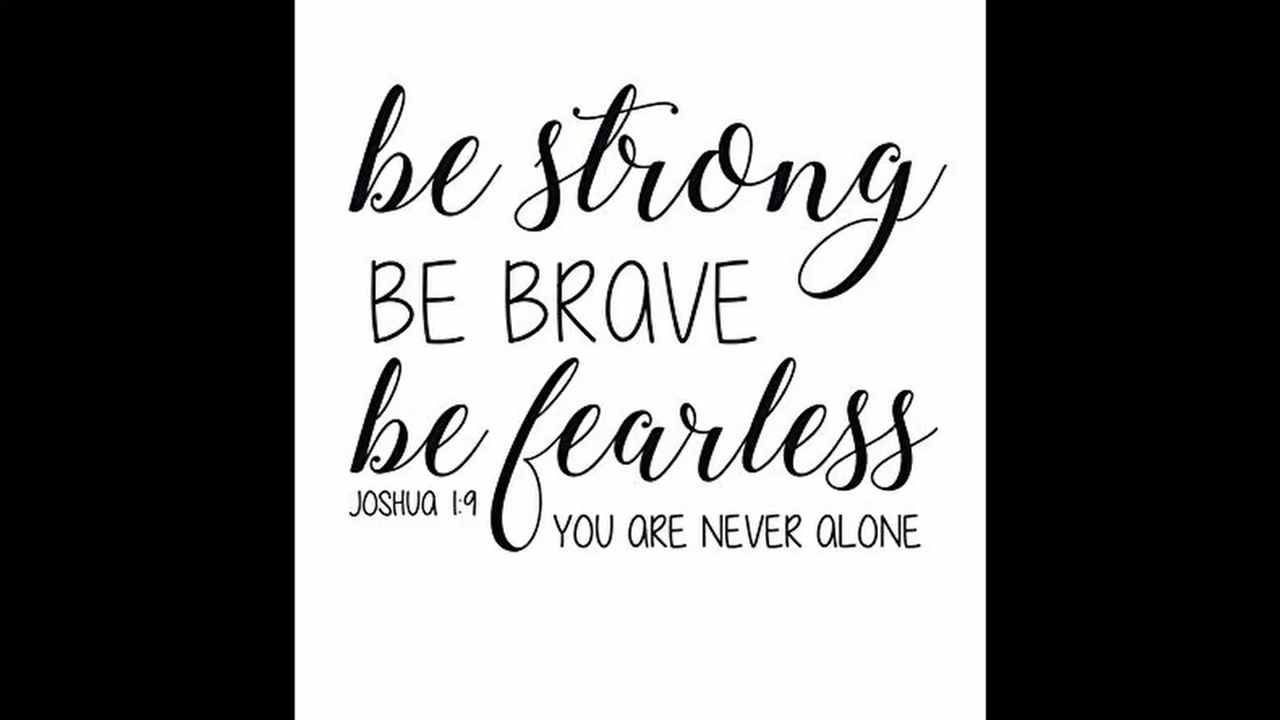 be strong
BE BRAVE
be fearless
JOSHUA 1:9
YOU ARE NEVER ALONE